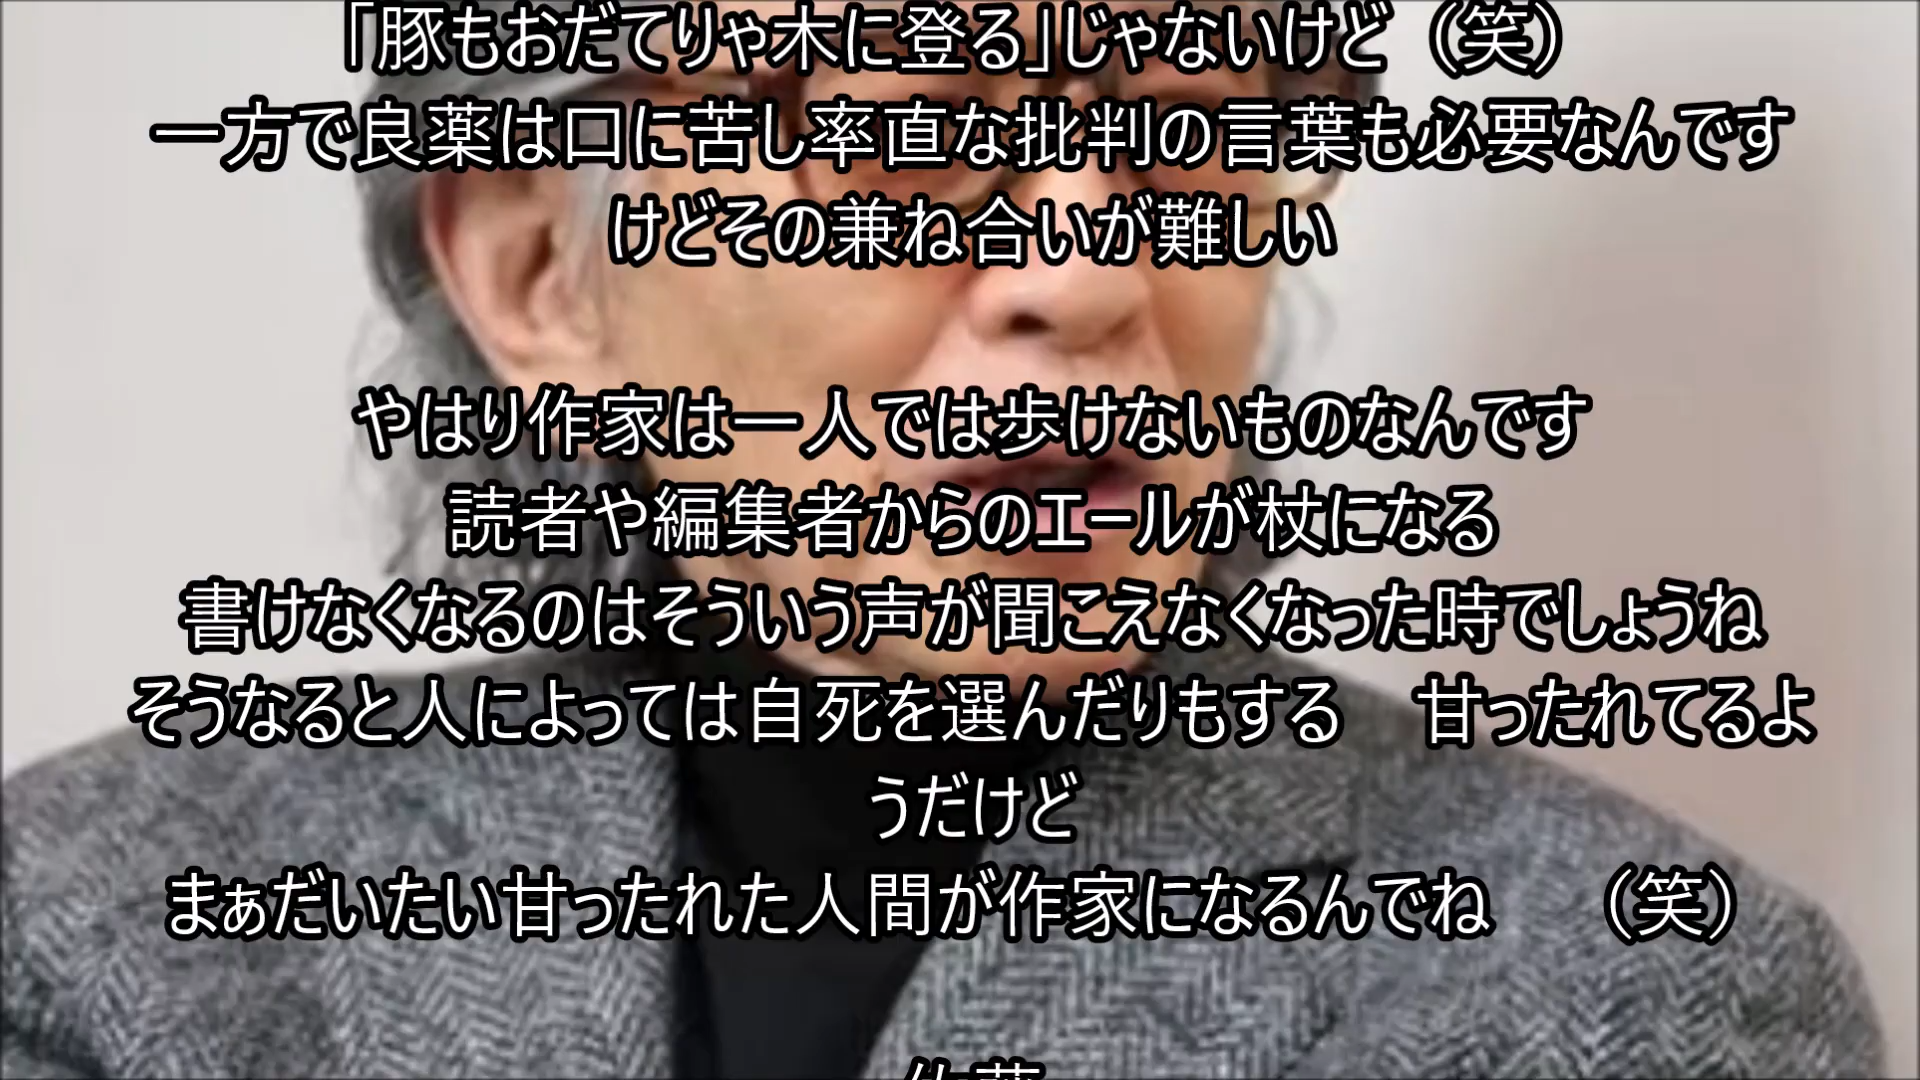 「豚もおだてりゃ木に登る」じゃないけど（笑）
一方で良薬は口に苦し率直な批判の言葉も必要なんです
けどその兼ね合いが難しい
やはり作家は一人では歩けないものなんです
読者や編集者からのエールが杖になる
書けなくなるのはそういう声が聞こえなくなった時でしょうね
そうなると人によっては自死を選んだりもする　甘ったれてるよ
うだけど
まぁだいたい甘ったれた人間が作家になるんでね　（笑）